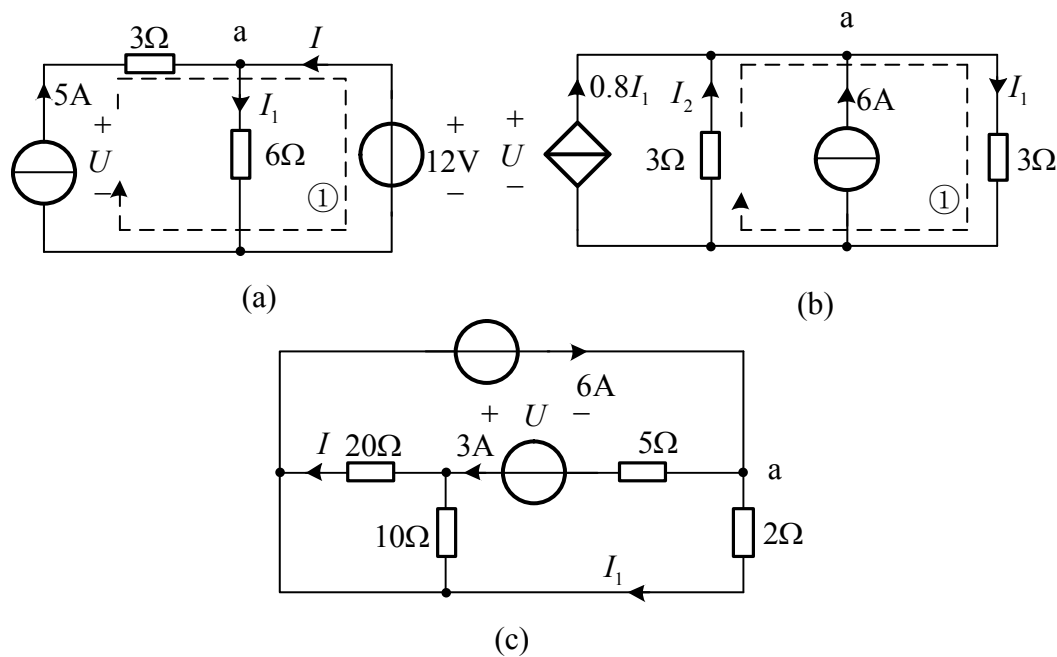 3Ω a I
5A + U − I₁ 6Ω ① + 12V −
(a)
a
+ U − 0.8I₁ I₂ 3Ω 6A I₁ 3Ω ①
(b)
6A
+ U −
I 20Ω 3A 5Ω a
10Ω 2Ω
I₁
(c)